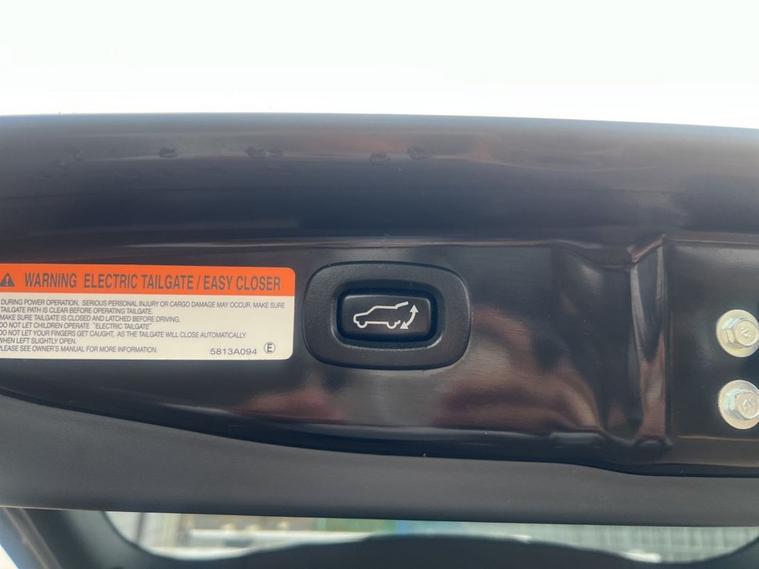 WARNING ELECTRIC TAILGATE / EASY CLOSER
DURING POWER OPERATION, SERIOUS PERSONAL INJURY OR CARGO DAMAGE MAY OCCUR. MAKE SURE
TAILGATE PATH IS CLEAR BEFORE OPERATING TAILGATE.
MAKE SURE TAILGATE IS CLOSED AND LATCHED BEFORE DRIVING.
DO NOT LET CHILDREN OPERATE "ELECTRIC TAILGATE"
DO NOT LET YOUR FINGERS GET CAUGHT, AS THE TAILGATE WILL CLOSE AUTOMATICALLY
WHEN LEFT SLIGHTLY OPEN.
PLEASE SEE OWNER'S MANUAL FOR MORE INFORMATION. 5813A094 E